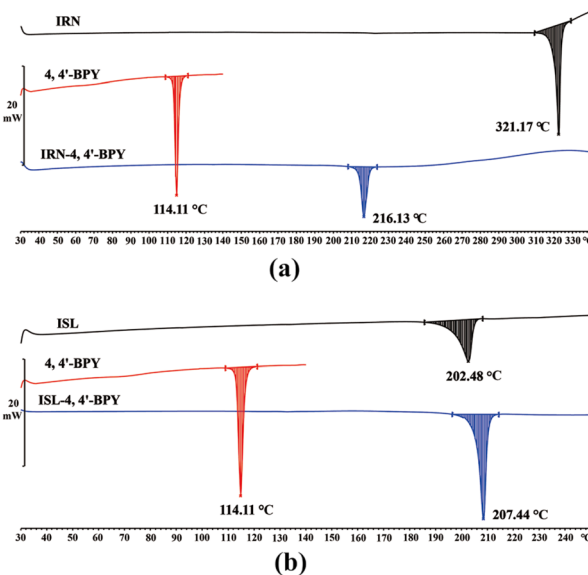 IRN
4, 4'-BPY
20
mW
321.17 °C
IRN-4, 4'-BPY
114.11 °C
216.13 °C
30 40 50 60 70 80 90 100 110 120 130 140 150 160 170 180 190 200 210 220 230 240 250 260 270 280 290 300 310 320 330 °C
(a)
ISL
4, 4'-BPY
202.48 °C
ISL-4, 4'-BPY
20
mW
114.11 °C
207.44 °C
30 40 50 60 70 80 90 100 110 120 130 140 150 160 170 180 190 200 210 220 230 240 °C
(b)